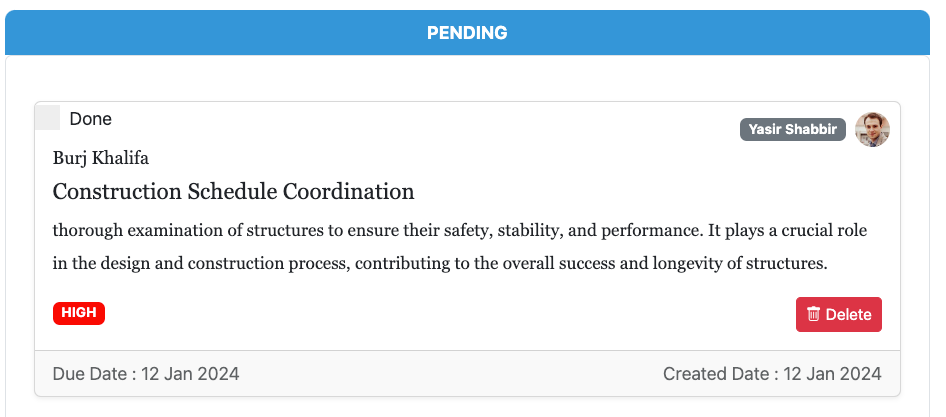 PENDING
Done
Yasir Shabbir
Burj Khalifa
Construction Schedule Coordination
thorough examination of structures to ensure their safety, stability, and performance. It plays a crucial role
in the design and construction process, contributing to the overall success and longevity of structures.
HIGH
Delete
Due Date : 12 Jan 2024
Created Date : 12 Jan 2024